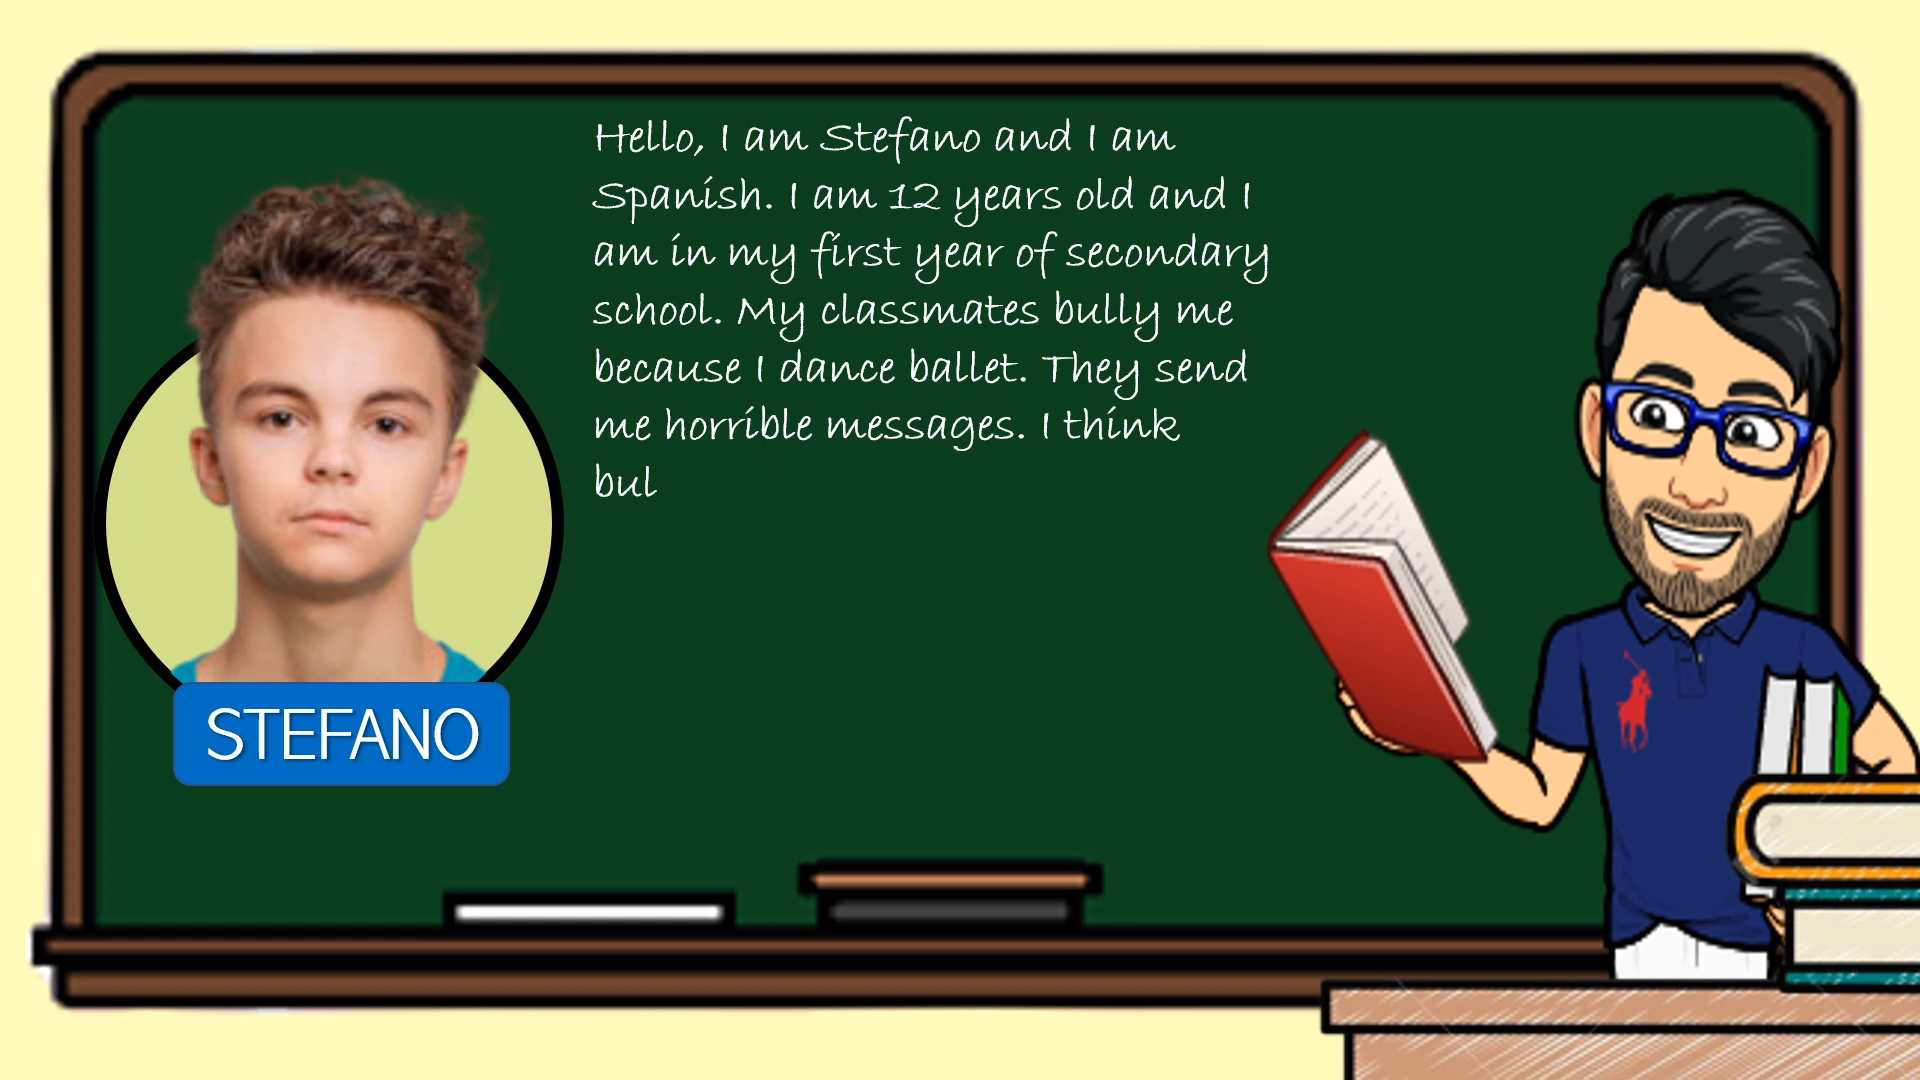 Hello, I am Stefano and I am
Spanish. I am 12 years old and I
am in my first year of secondary
school. My classmates bully me
because I dance ballet. They send
me horrible messages. I think
bul
STEFANO